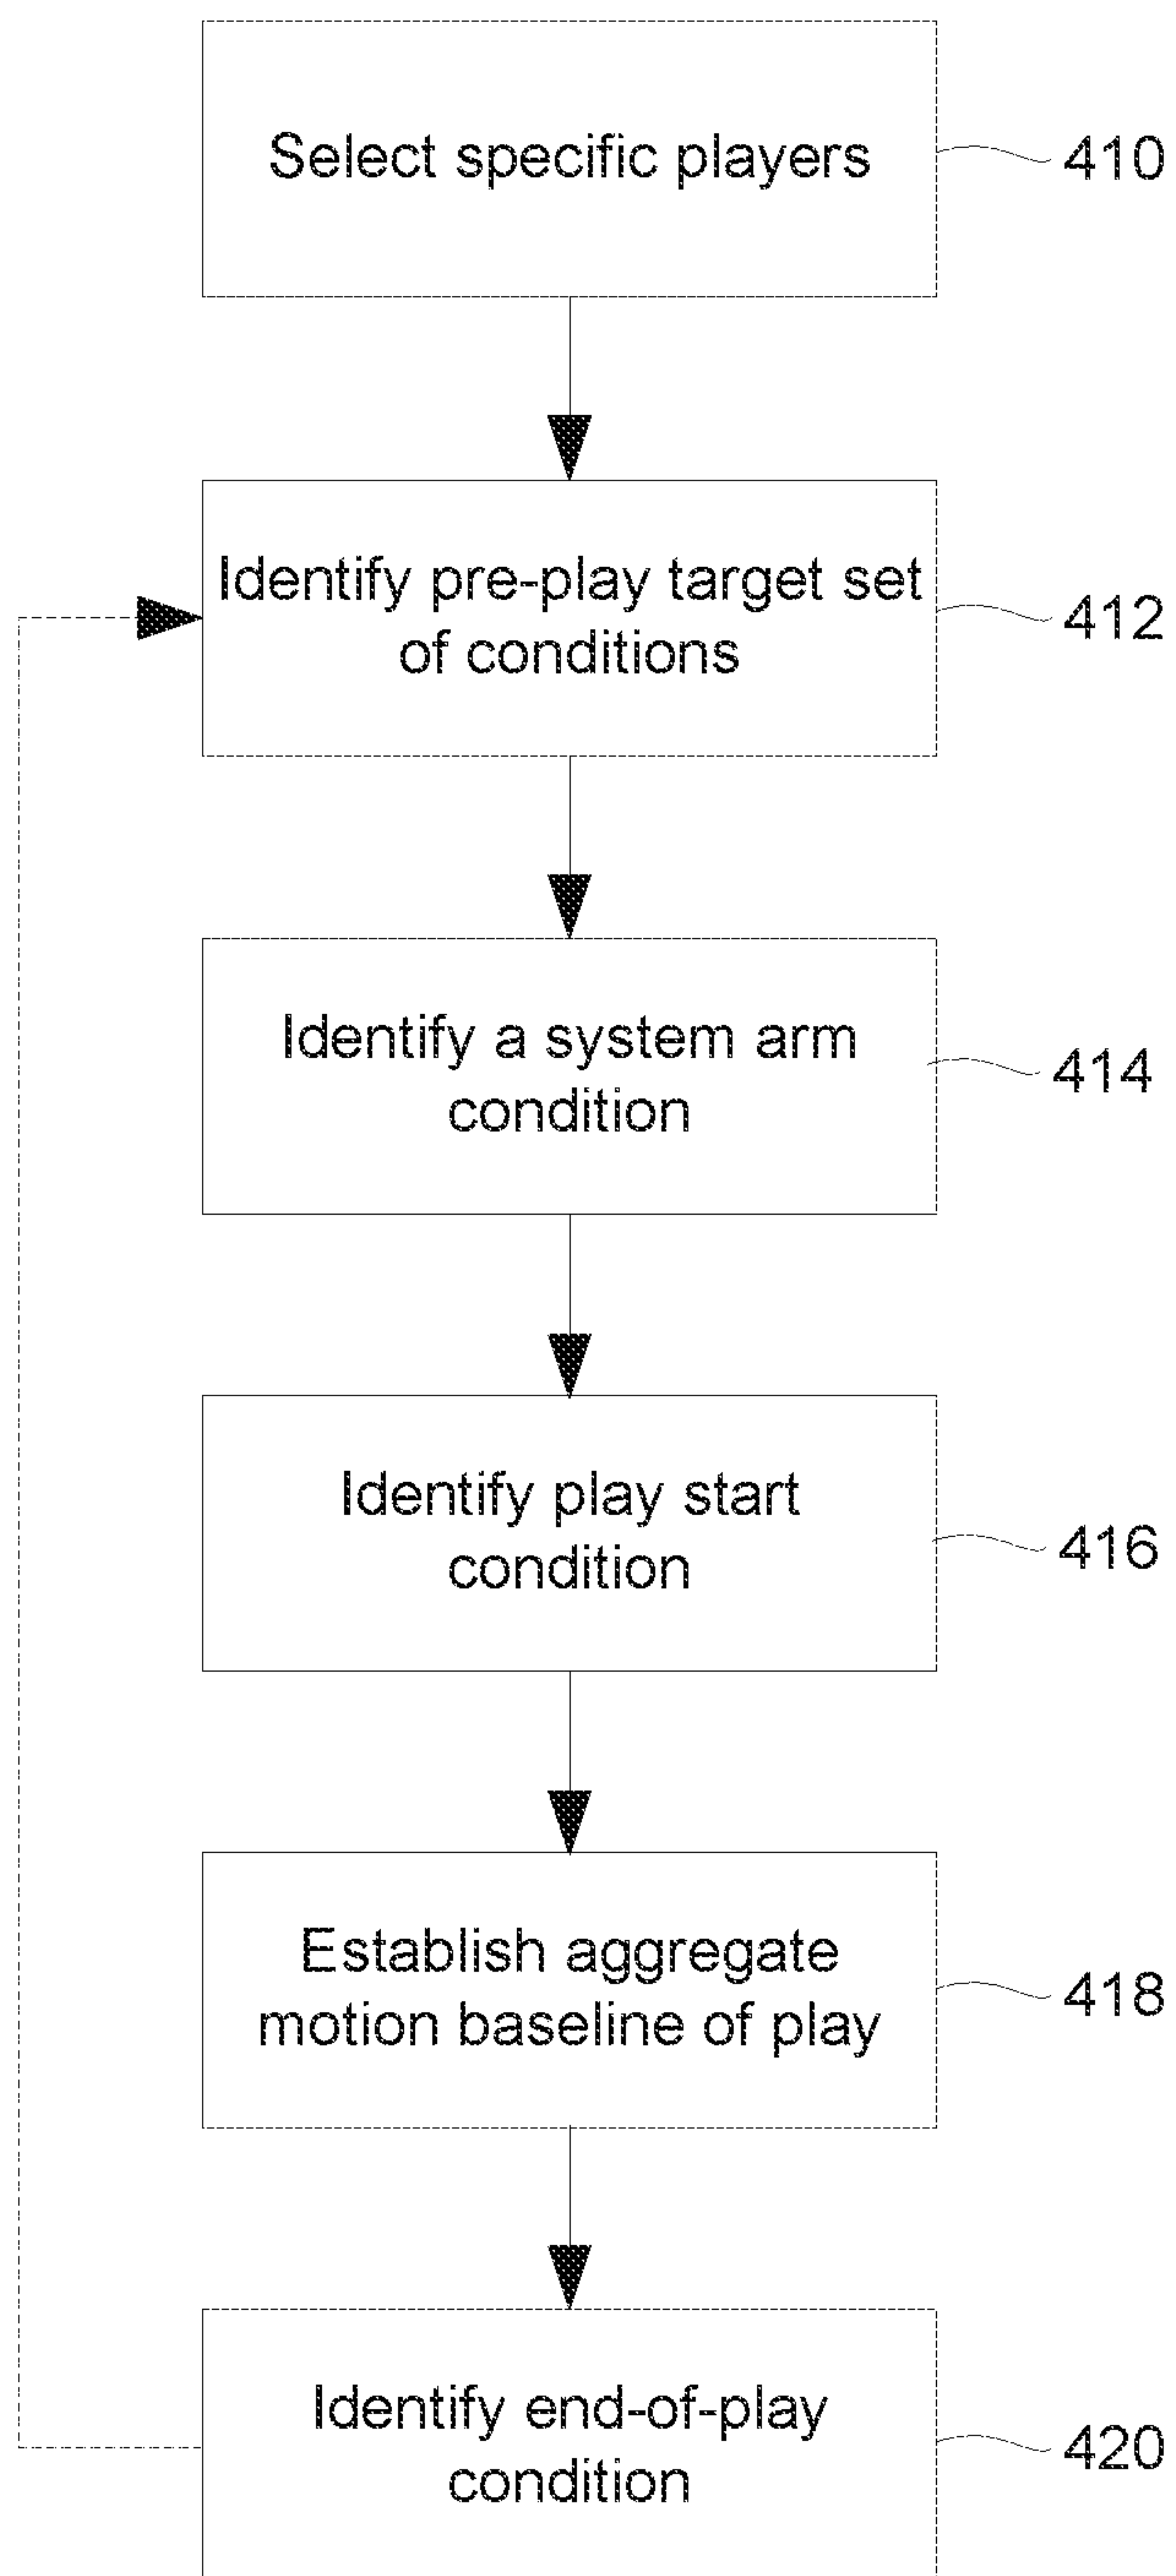 Select specific players
410
Identify pre-play target set
of conditions
412
Identify a system arm
condition
414
Identify play start
condition
416
Establish aggregate
motion baseline of play
418
Identify end-of-play
condition
420